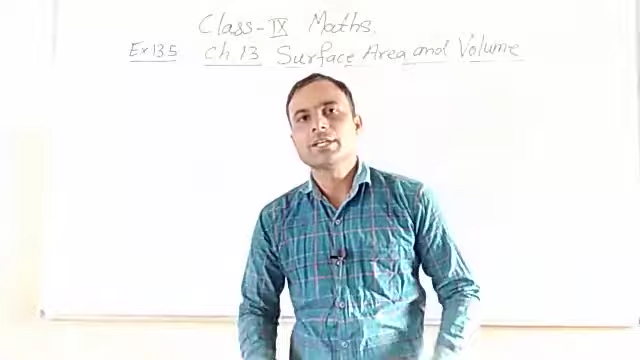 Class-IX Maths.
Ex 13.5 Ch 13 Surface Area and Volume